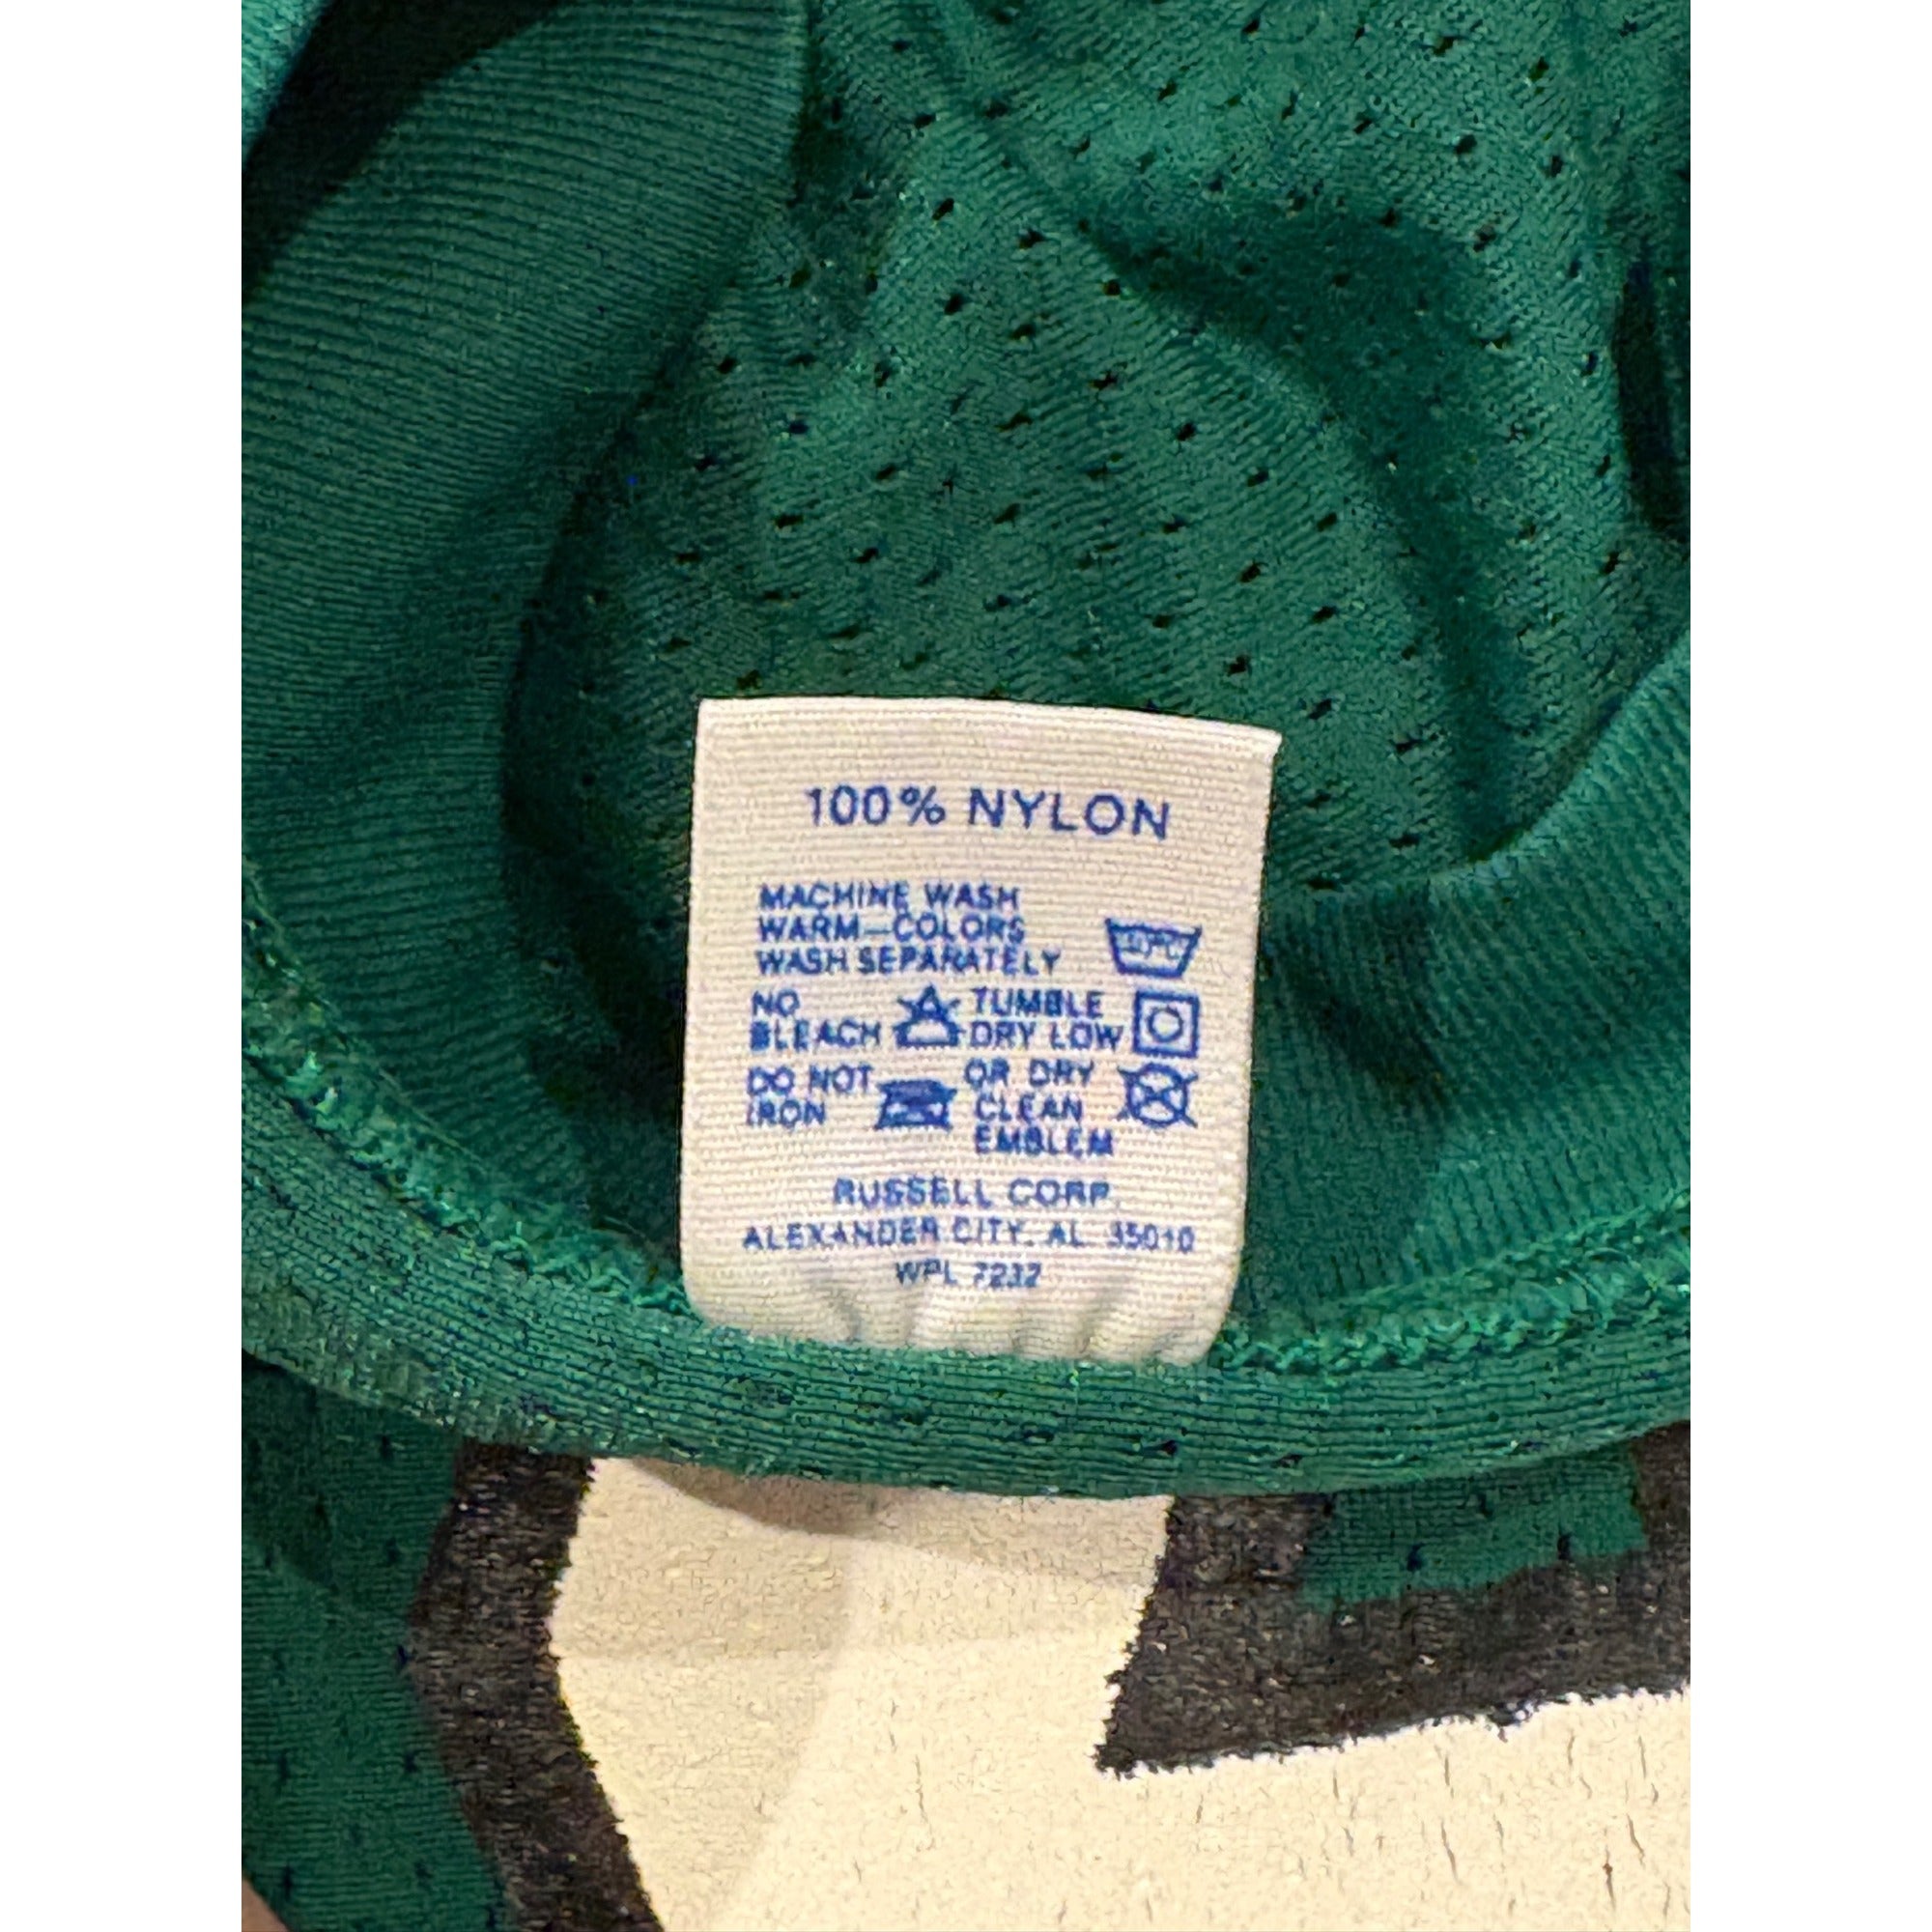 100% NYLON
MACHINE WASH
WARM—COLORS
WASH SEPARATELY
NO
BLEACH
TUMBLE
DRY LOW
DO NOT
IRON
OR DRY
CLEAN
EMBLEM
RUSSELL CORP.
ALEXANDER CITY, AL 35010
WPL 7237